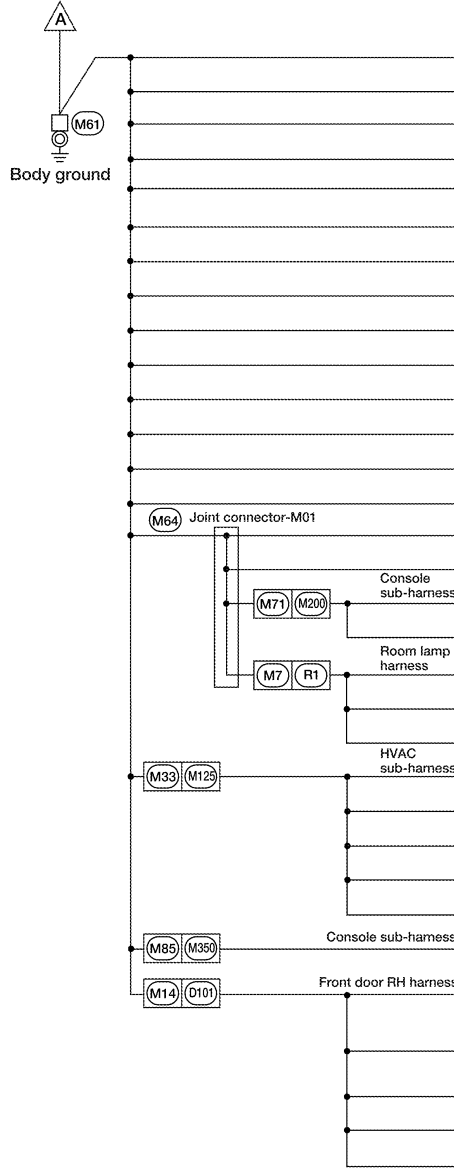 A
M61
Body ground
M64 Joint connector-M01
Console
sub-harness
M71 M200
Room lamp
harness
M7 R1
HVAC
sub-harness
M33 M125
Console sub-harness
M85 M350
Front door RH harness
M14 D101